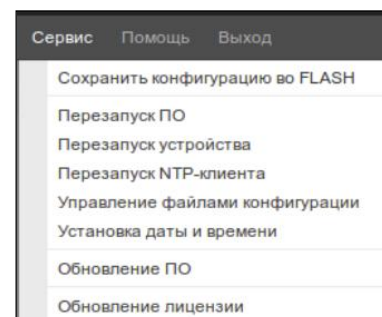 Сервис Помощь Выход
Сохранить конфигурацию во FLASH
Перезапуск ПО
Перезапуск устройства
Перезапуск NTP-клиента
Управление файлами конфигурации
Установка даты и времени
Обновление ПО
Обновление лицензии